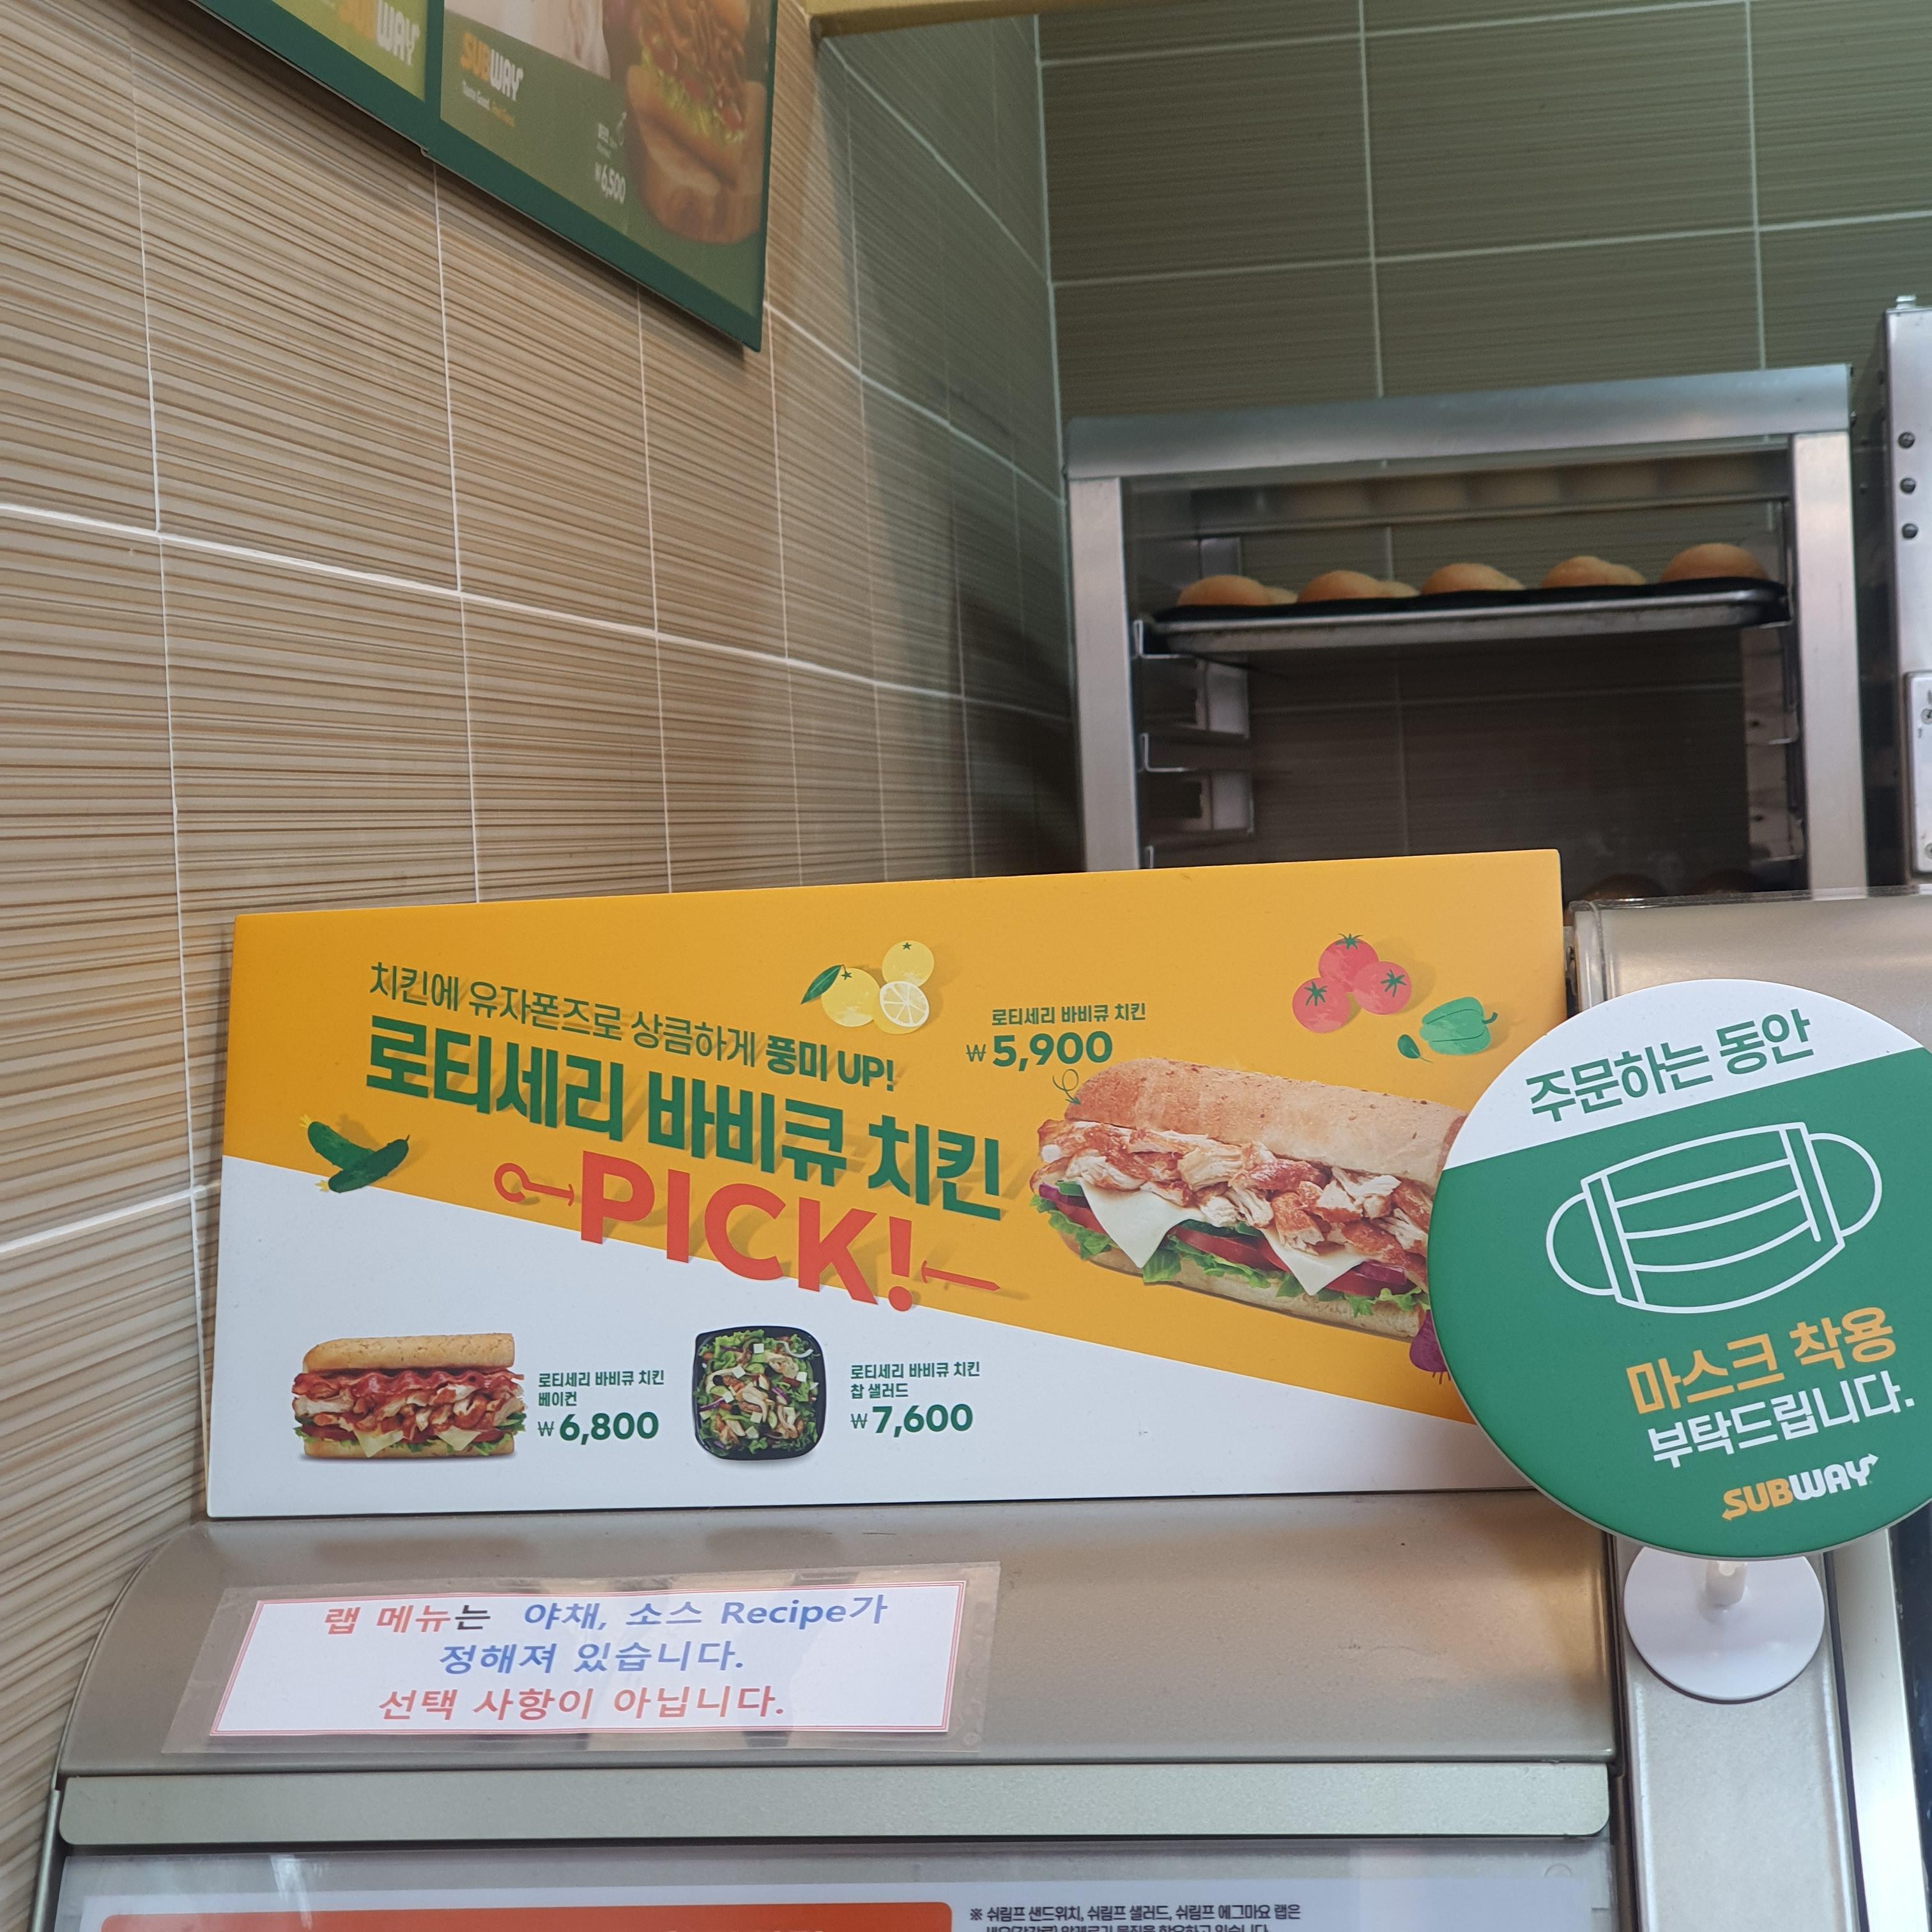 SUBWAY
SUBWAY
₩6,500
치킨에 유자폰즈로 상큼하게 풍미 UP!
로티세리 바비큐 치킨
PICK!
로티세리 바비큐 치킨
₩5,900
로티세리 바비큐 치킨
베이컨
₩6,800
로티세리 바비큐 치킨
찹 샐러드
₩7,600
주문하는 동안
마스크 착용
부탁드립니다.
SUBWAY
랩 메뉴는 야채, 소스 Recipe가
정해져 있습니다.
선택 사항이 아닙니다.
※ 쉬림프 샌드위치, 쉬림프 샐러드, 쉬림프 에그마요 랩은